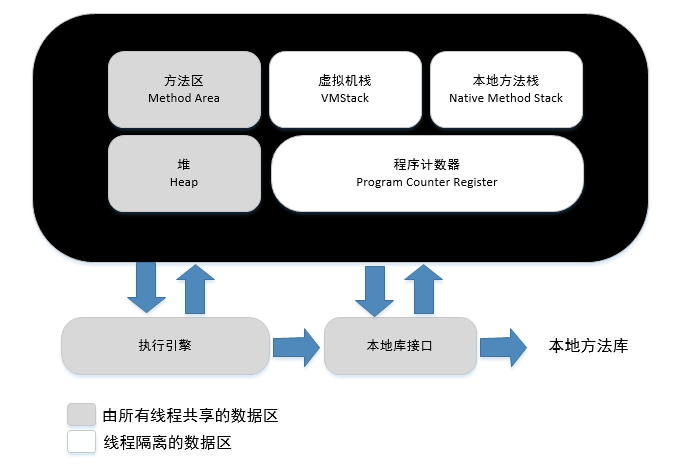 方法区
Method Area
虚拟机栈
VMStack
本地方法栈
Native Method Stack
堆
Heap
程序计数器
Program Counter Register
执行引擎
本地库接口
本地方法库
由所有线程共享的数据区
线程隔离的数据区